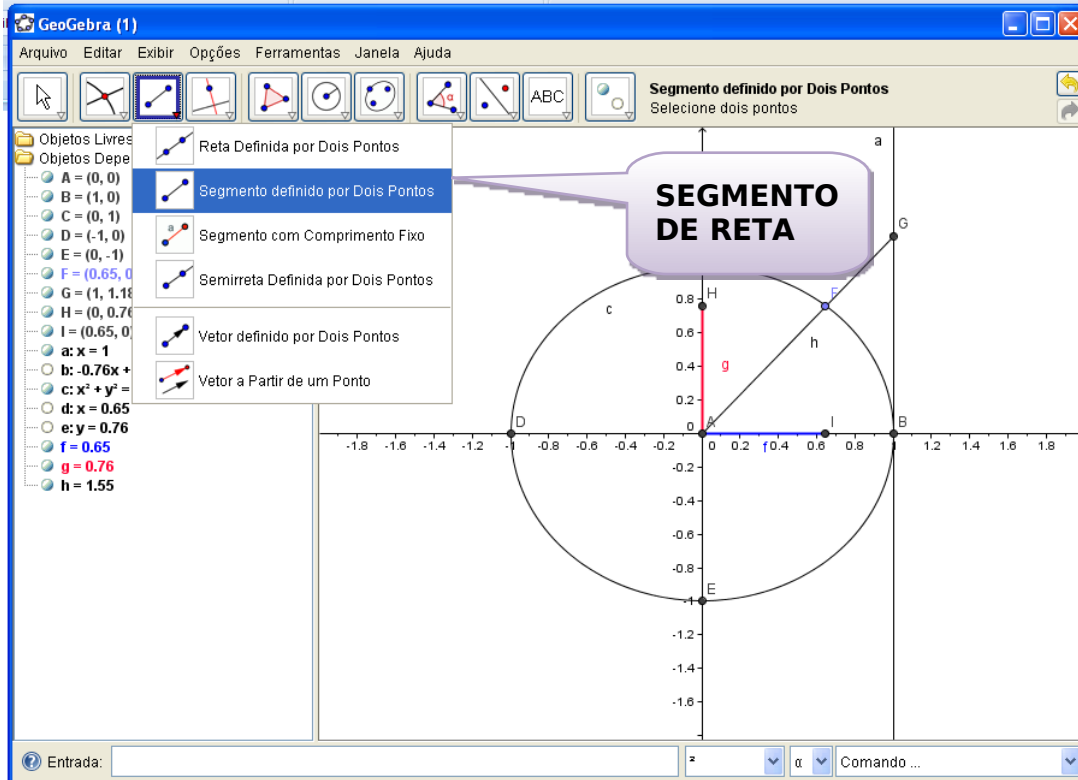 GeoGebra (1)
Arquivo Editar Exibir Opções Ferramentas Janela Ajuda
ABC
Segmento definido por Dois Pontos
Selecione dois pontos
Objetos Livres
Objetos Depe
A = (0, 0)
B = (1, 0)
C = (0, 1)
D = (-1, 0)
E = (0, -1)
F = (0.65, 0
G = (1, 1.18
H = (0, 0.76
I = (0.65, 0)
a: x = 1
b: -0.76x +
c: x² + y² =
d: x = 0.65
e: y = 0.76
f = 0.65
g = 0.76
h = 1.55
Reta Definida por Dois Pontos
Segmento definido por Dois Pontos
a
Segmento com Comprimento Fixo
Semirreta Definida por Dois Pontos
Vetor definido por Dois Pontos
Vetor a Partir de um Ponto
SEGMENTO
DE RETA
a
G
H
F
c
h
g
D
A
I
B
f
E
0.8
0.6
0.4
0.2
0
-1.8 -1.6 -1.4 -1.2 -1 -0.8 -0.6 -0.4 -0.2 0 0.2 0.4 0.6 0.8 1 1.2 1.4 1.6 1.8
-0.2
-0.4
-0.6
-0.8
-1
-1.2
-1.4
-1.6
Entrada:
²
α
Comando ...